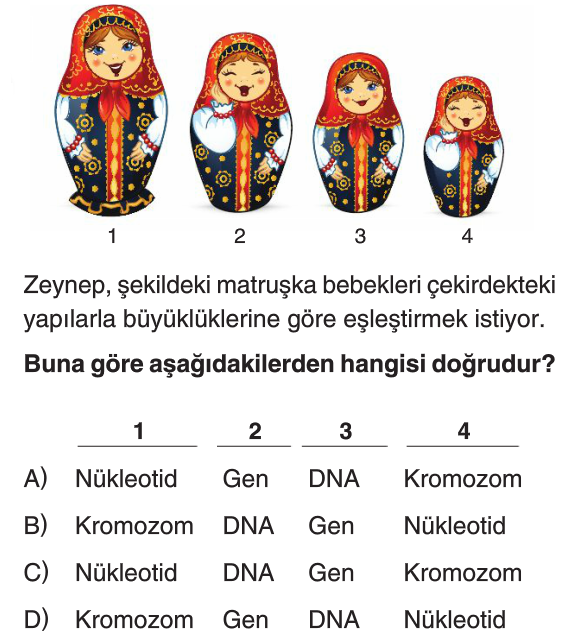 1 2 3 4
Zeynep, şekildeki matruşka bebekleri çekirdekteki
yapılarla büyüklüklerine göre eşleştirmek istiyor.
Buna göre aşağıdakilerden hangisi doğrudur?
1 2 3 4
A) Nükleotid Gen DNA Kromozom
B) Kromozom DNA Gen Nükleotid
C) Nükleotid DNA Gen Kromozom
D) Kromozom Gen DNA Nükleotid